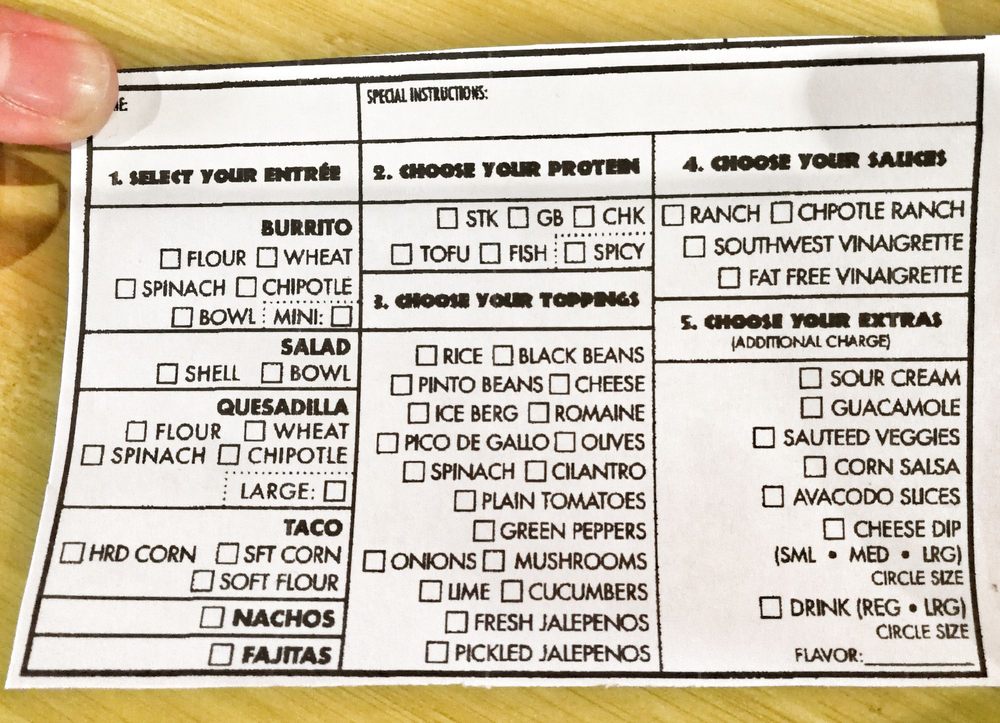 SPECIAL INSTRUCTIONS:
1. SELECT YOUR ENTRÉE
BURRITO
FLOUR WHEAT
SPINACH CHIPOTLE
BOWL MINI:
SALAD
SHELL BOWL
QUESADILLA
FLOUR WHEAT
SPINACH CHIPOTLE
LARGE:
TACO
HRD CORN SFT CORN
SOFT FLOUR
NACHOS
FAJITAS
2. CHOOSE YOUR PROTEIN
STK GB CHK
TOFU FISH SPICY
3. CHOOSE YOUR TOPPINGS
RICE BLACK BEANS
PINTO BEANS CHEESE
ICE BERG ROMAINE
PICO DE GALLO OLIVES
SPINACH CILANTRO
PLAIN TOMATOES
GREEN PEPPERS
ONIONS MUSHROOMS
LIME CUCUMBERS
FRESH JALEPENOS
PICKLED JALEPENOS
4. CHOOSE YOUR SAUCES
RANCH CHPOTLE RANCH
SOUTHWEST VINAIGRETTE
FAT FREE VINAIGRETTE
5. CHOOSE YOUR EXTRAS
(ADDITIONAL CHARGE)
SOUR CREAM
GUACAMOLE
SAUTEED VEGGIES
CORN SALSA
AVACODO SLICES
CHEESE DIP
(SML • MED • LRG)
CIRCLE SIZE
DRINK (REG • LRG)
CIRCLE SIZE
FLAVOR: